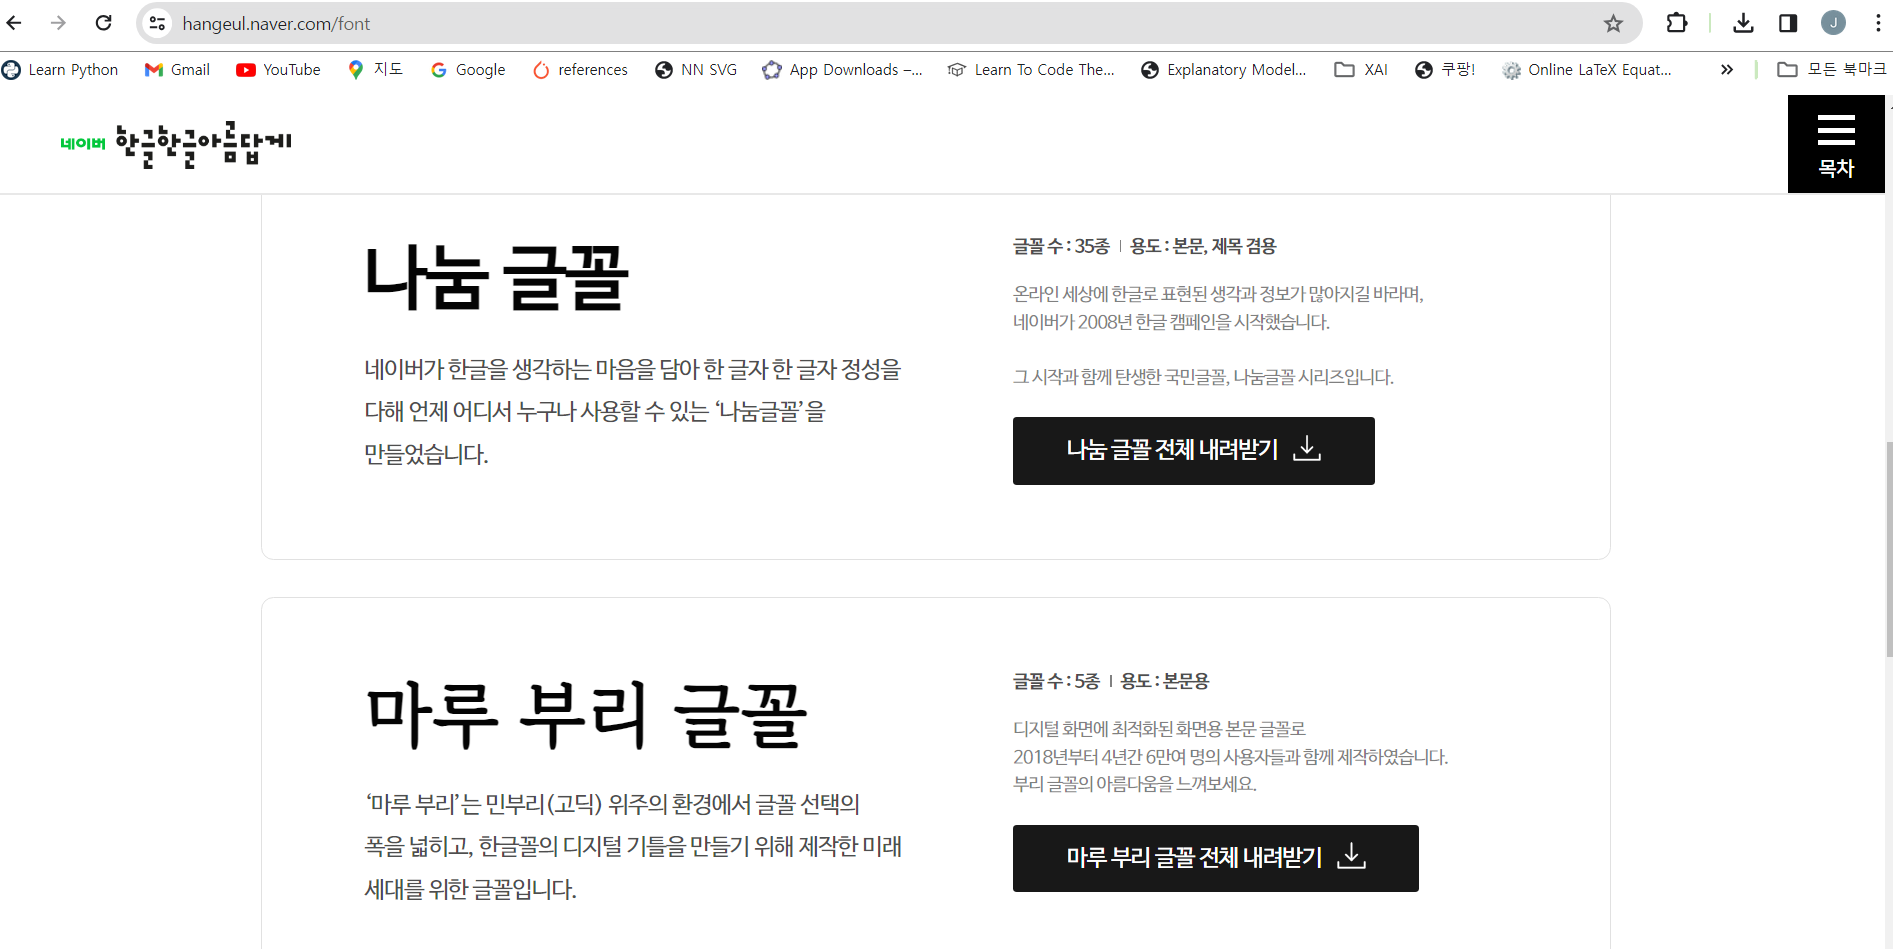 hangeul.naver.com/font
J
Learn Python
Gmail
YouTube
지도
Google
references
NN SVG
App Downloads –...
Learn To Code The...
Explanatory Model...
XAI
쿠팡!
Online LaTeX Equat...
»
모든 북마크
네이버 한글한글아름답게
목차
나눔 글꼴
네이버가 한글을 생각하는 마음을 담아 한 글자 한 글자 정성을
다해 언제 어디서 누구나 사용할 수 있는 ‘나눔글꼴’을
만들었습니다.
글꼴 수 : 35종 | 용도 : 본문, 제목 겸용
온라인 세상에 한글로 표현된 생각과 정보가 많아지길 바라며,
네이버가 2008년 한글 캠페인을 시작했습니다.
그 시작과 함께 탄생한 국민글꼴, 나눔글꼴 시리즈입니다.
나눔 글꼴 전체 내려받기
마루 부리 글꼴
‘마루 부리’는 민부리(고딕) 위주의 환경에서 글꼴 선택의
폭을 넓히고, 한글꼴의 디지털 기틀을 만들기 위해 제작한 미래
세대를 위한 글꼴입니다.
글꼴 수 : 5종 | 용도 : 본문용
디지털 화면에 최적화된 화면용 본문 글꼴로
2018년부터 4년간 6만여 명의 사용자들과 함께 제작하였습니다.
부리 글꼴의 아름다움을 느껴보세요.
마루 부리 글꼴 전체 내려받기